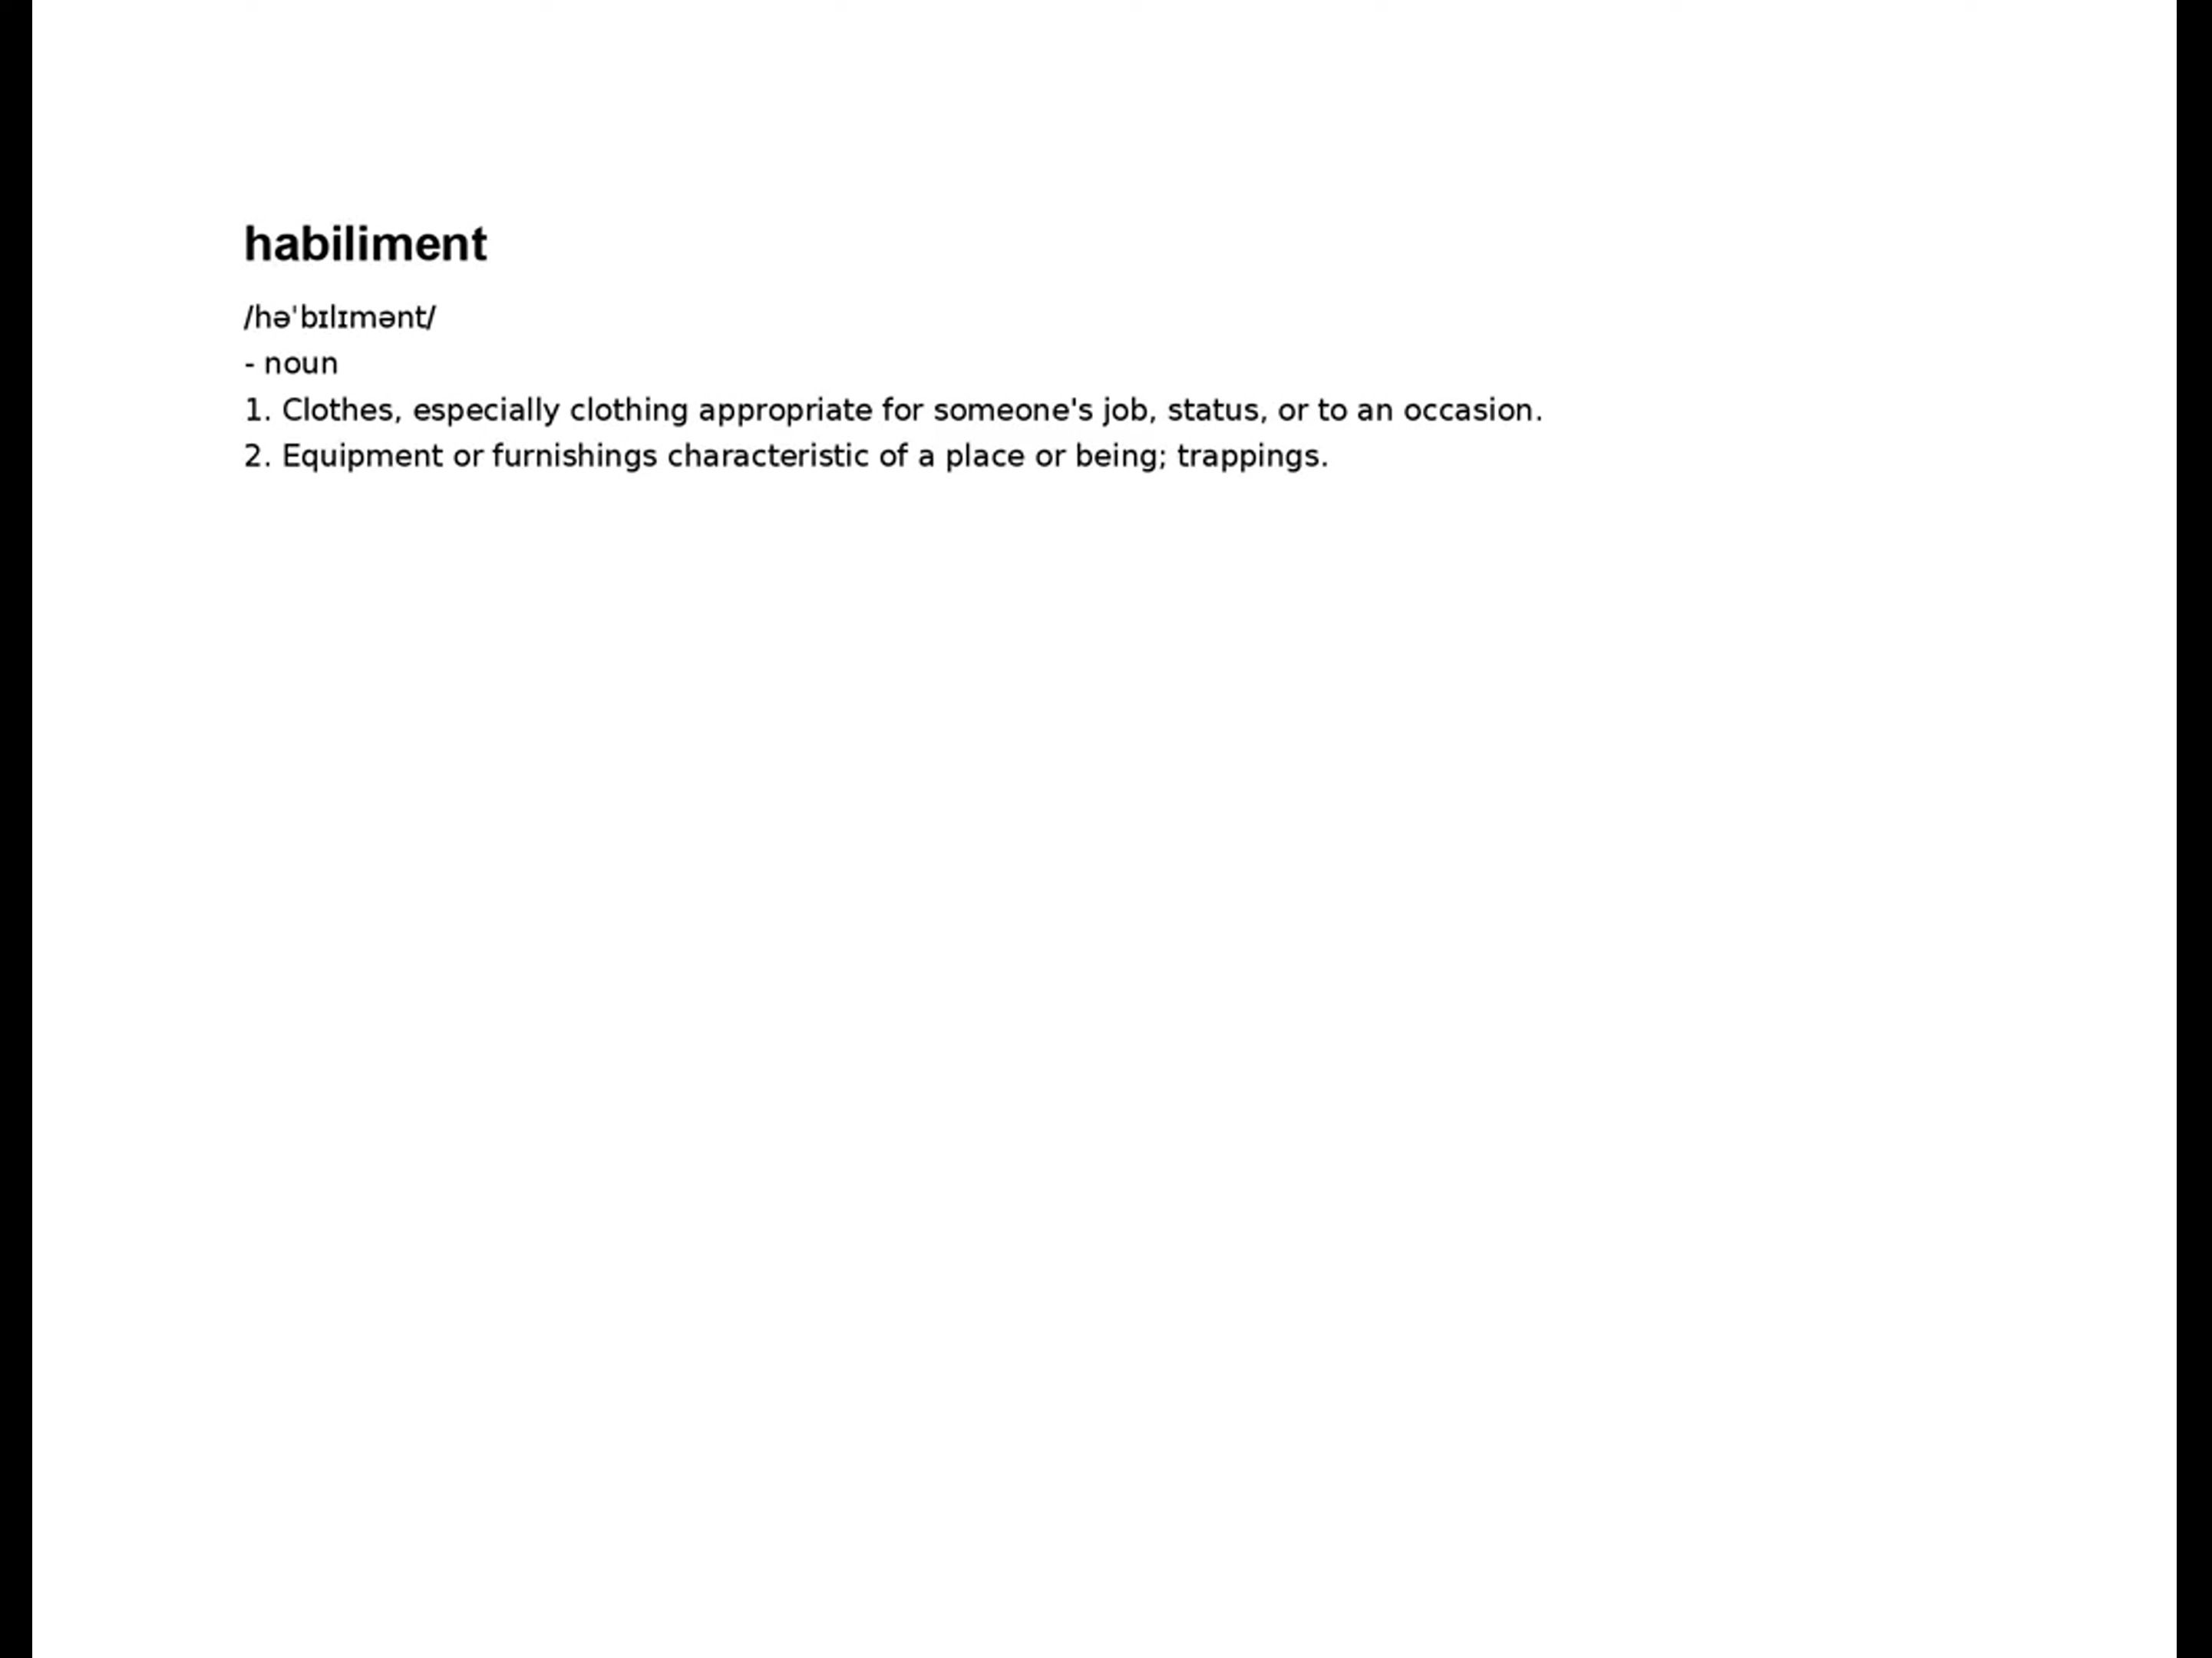 habiliment
/həˈbɪlɪmənt/
- noun
1. Clothes, especially clothing appropriate for someone's job, status, or to an occasion.
2. Equipment or furnishings characteristic of a place or being; trappings.